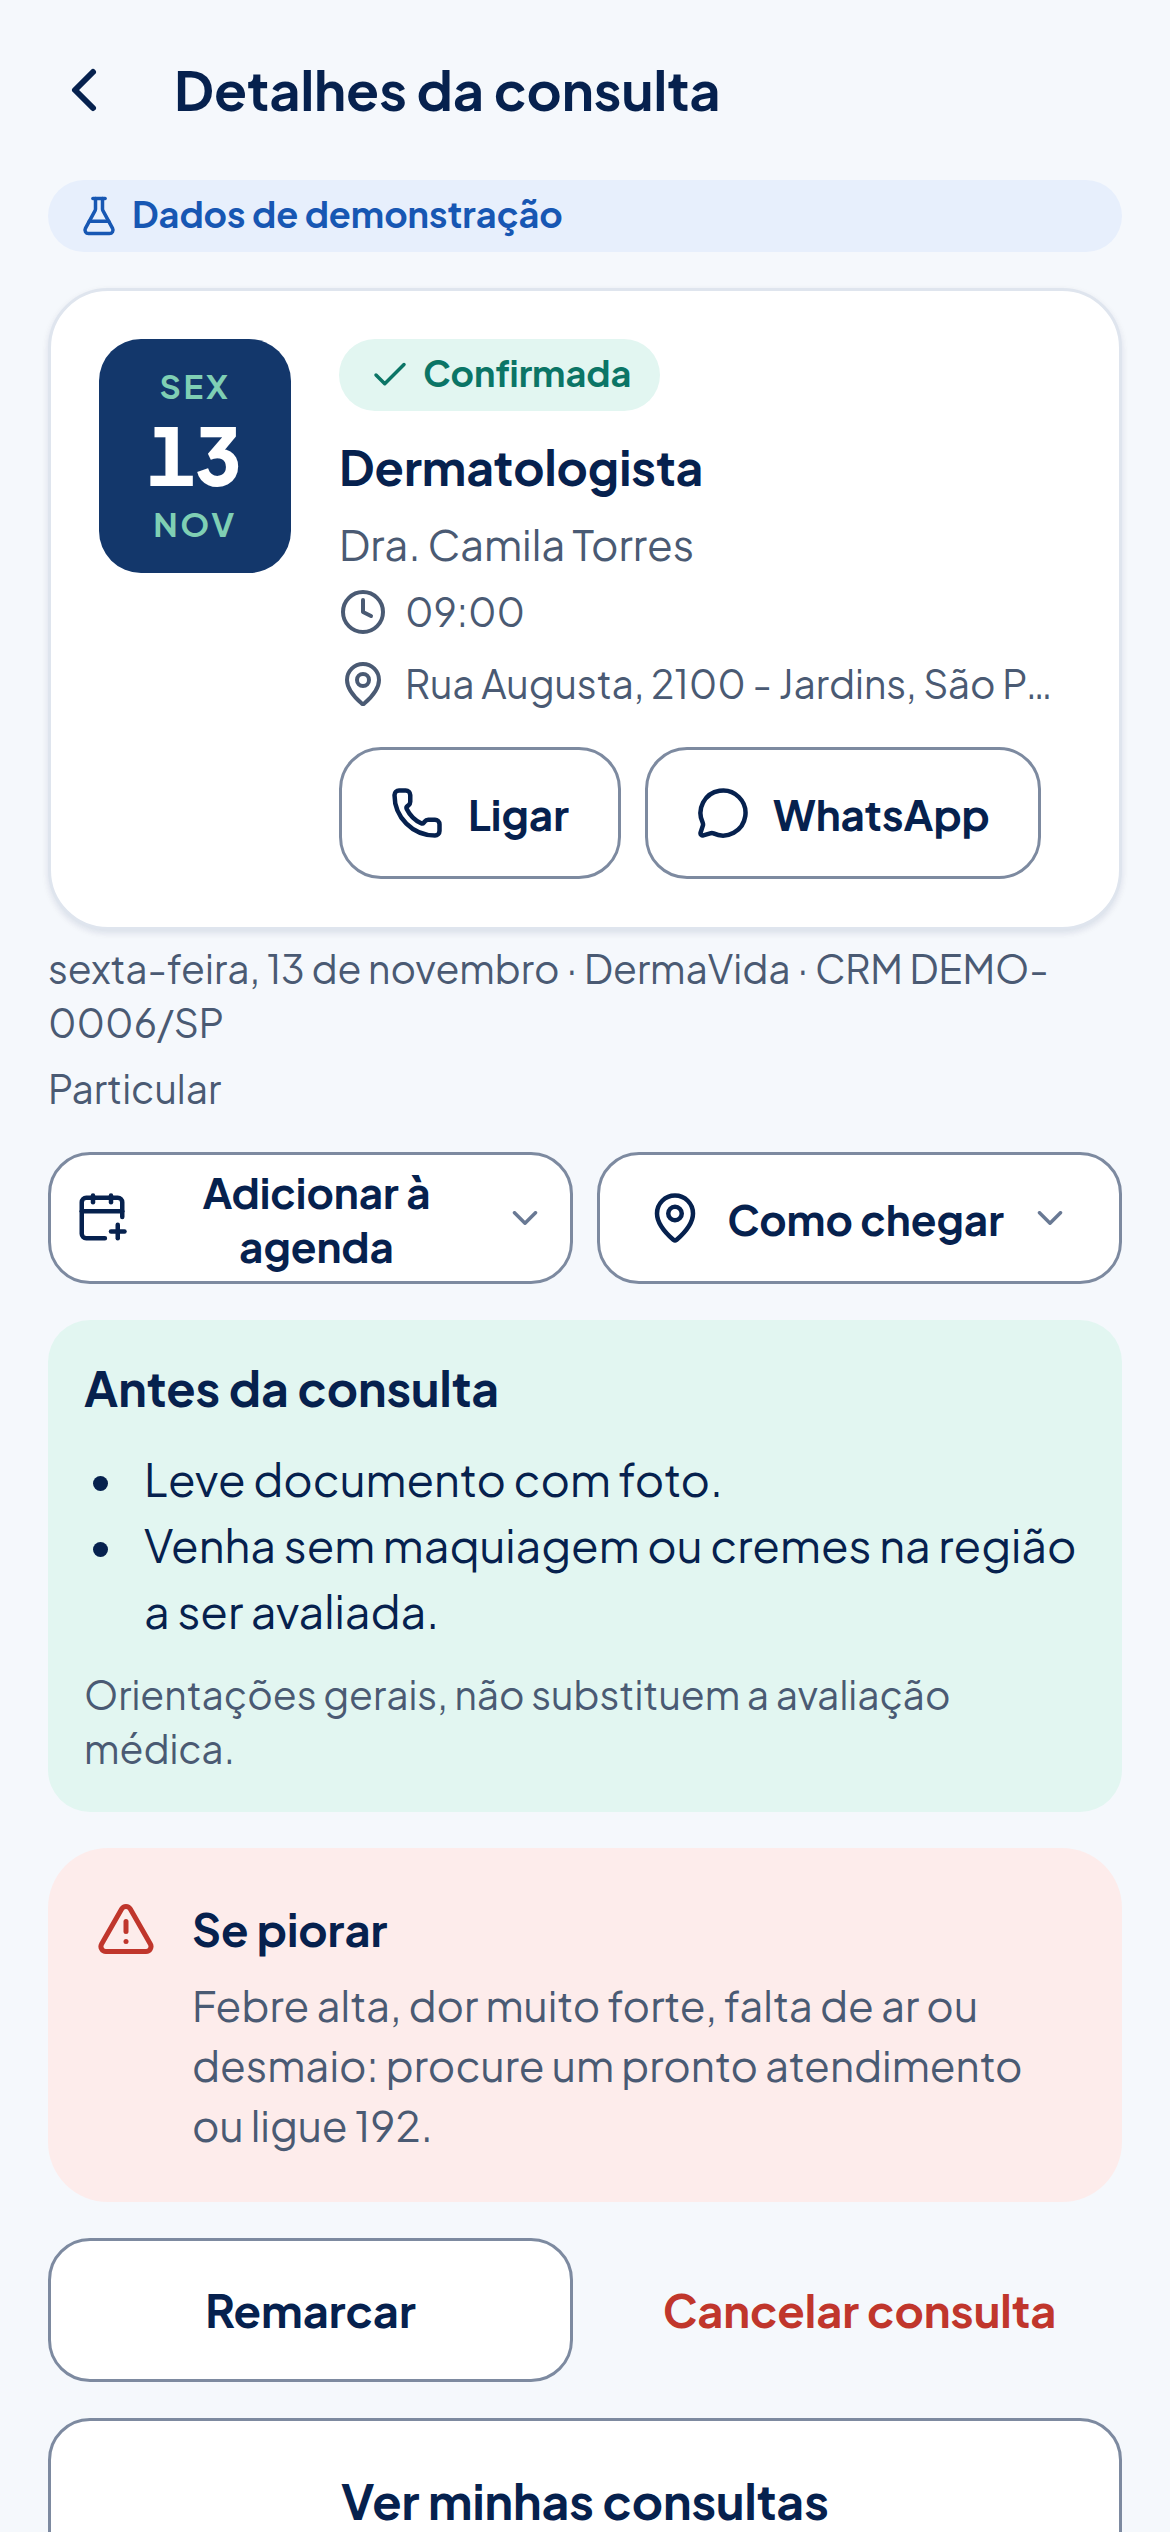 Detalhes da consulta
Dados de demonstração
SEX
13
NOV
Confirmada
Dermatologista
Dra. Camila Torres
09:00
Rua Augusta, 2100 - Jardins, São P...
Ligar
WhatsApp
sexta-feira, 13 de novembro · DermaVida · CRM DEMO-
0006/SP
Particular
Adicionar à
agenda
Como chegar
Antes da consulta
• Leve documento com foto.
• Venha sem maquiagem ou cremes na região
a ser avaliada.
Orientações gerais, não substituem a avaliação
médica.
Se piorar
Febre alta, dor muito forte, falta de ar ou
desmaio: procure um pronto atendimento
ou ligue 192.
Remarcar
Cancelar consulta
Ver minhas consultas